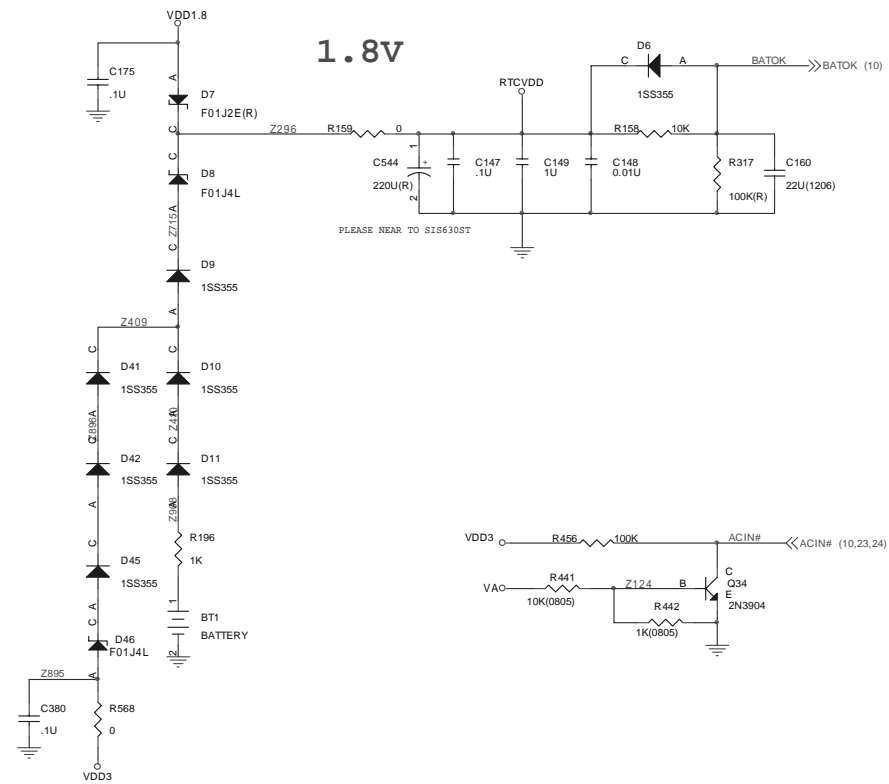 VDD1.8
1.8V
C175
.1U
A
D7
F01J2E(R)
C
Z296
R159
0
RTCVDD
D6
C
A
1SS355
BATOK
BATOK (10)
R158
10K
C
D8
F01J4L
A
Z715
1
+
C544
220U(R)
2
C147
.1U
C149
1U
C148
0.01U
R317
100K(R)
C160
22U(1206)
PLEASE NEAR TO SIS630ST
C
D9
1SS355
A
Z409
C
D41
1SS355
A
Z896
C
D10
1SS355
A
Z410
C
D42
1SS355
A
C
D11
1SS355
A
Z908
R196
1K
C
D45
1SS355
A
C
D46
F01J4L
A
1
BT1
BATTERY
2
Z895
C380
.1U
R568
0
VDD3
VDD3
R456
100K
ACIN#
ACIN# (10,23,24)
VA
R441
10K(0805)
Z124
B
C
Q34
E
2N3904
R442
1K(0805)